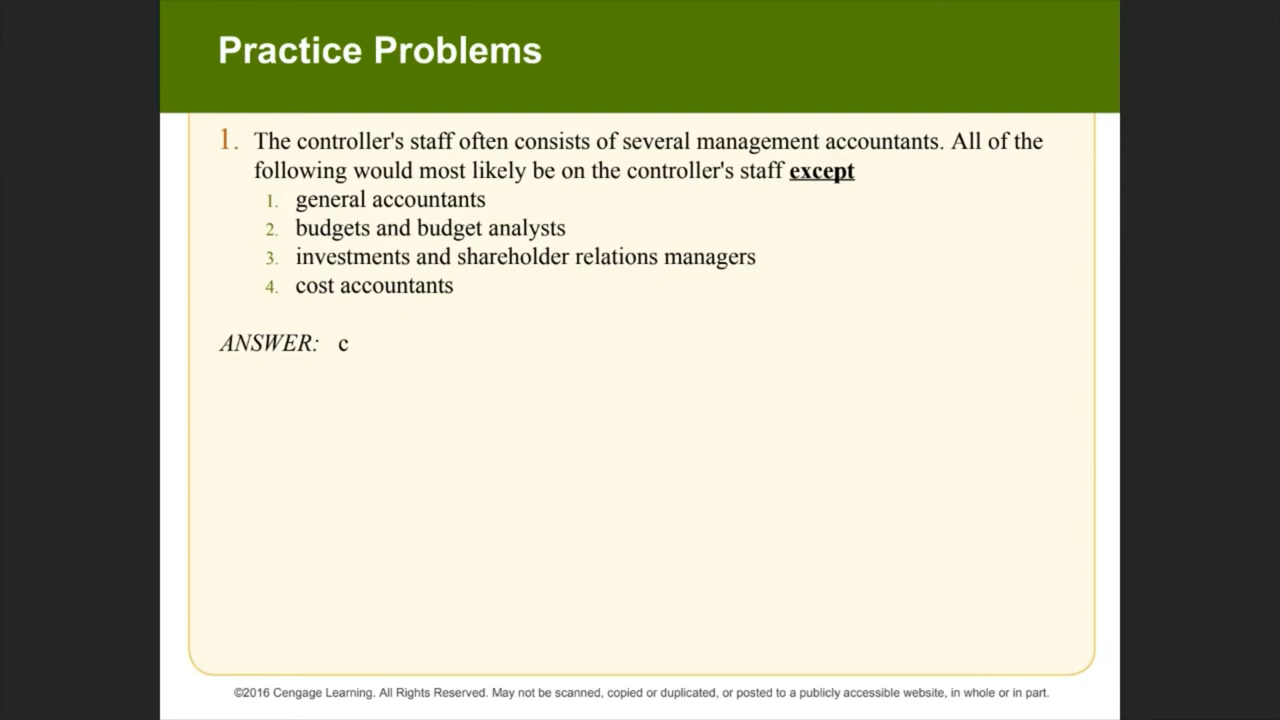 Practice Problems
1. The controller's staff often consists of several management accountants. All of the
following would most likely be on the controller's staff except
1. general accountants
2. budgets and budget analysts
3. investments and shareholder relations managers
4. cost accountants
ANSWER: c
©2016 Cengage Learning. All Rights Reserved. May not be scanned, copied or duplicated, or posted to a publicly accessible website, in whole or in part.